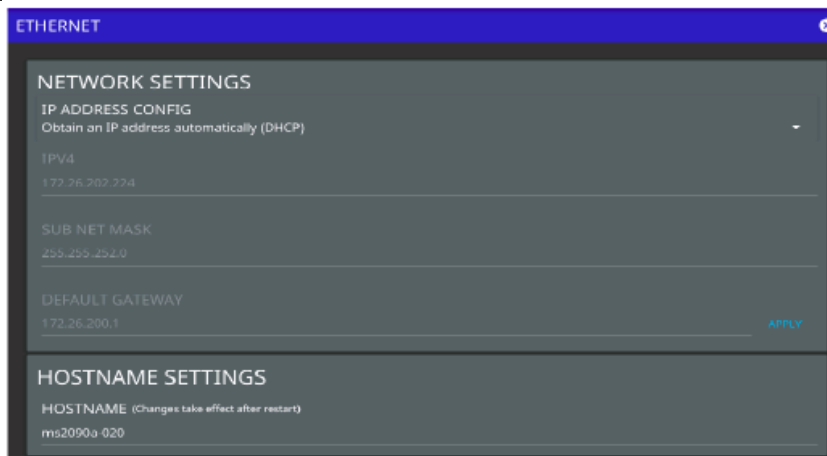 ETHERNET
NETWORK SETTINGS
IP ADDRESS CONFIG
Obtain an IP address automatically (DHCP)
IPV4
172.26.202.224
SUB NET MASK
255.255.252.0
DEFAULT GATEWAY
172.26.200.1
APPLY
HOSTNAME SETTINGS
HOSTNAME (Changes take effect after restart)
ms2090a-020